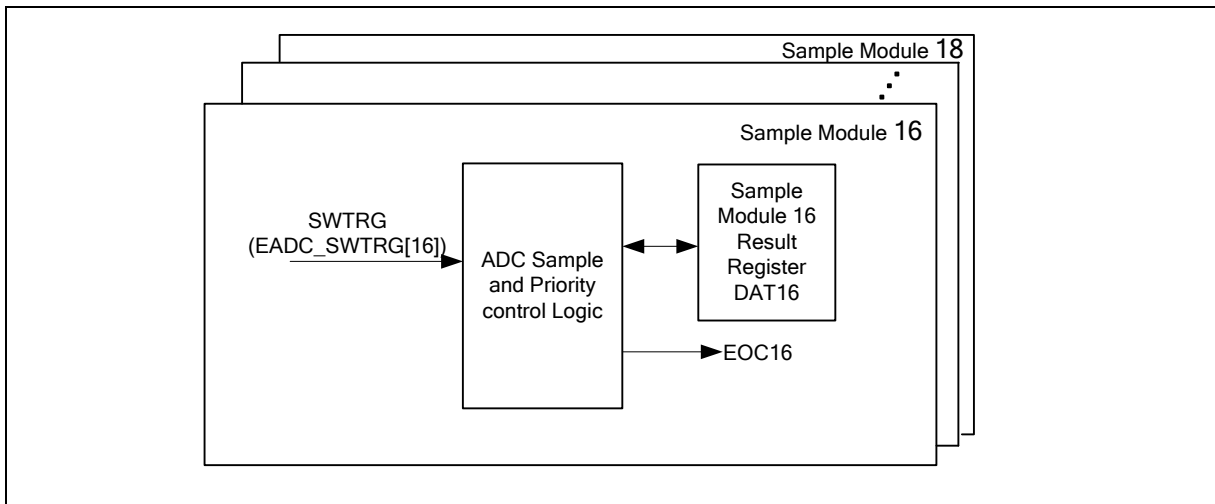 Sample Module 18
Sample Module 16
SWTRG
(EADC_SWTRG[16])
ADC Sample
and Priority
control Logic
Sample
Module 16
Result
Register
DAT16
EOC16